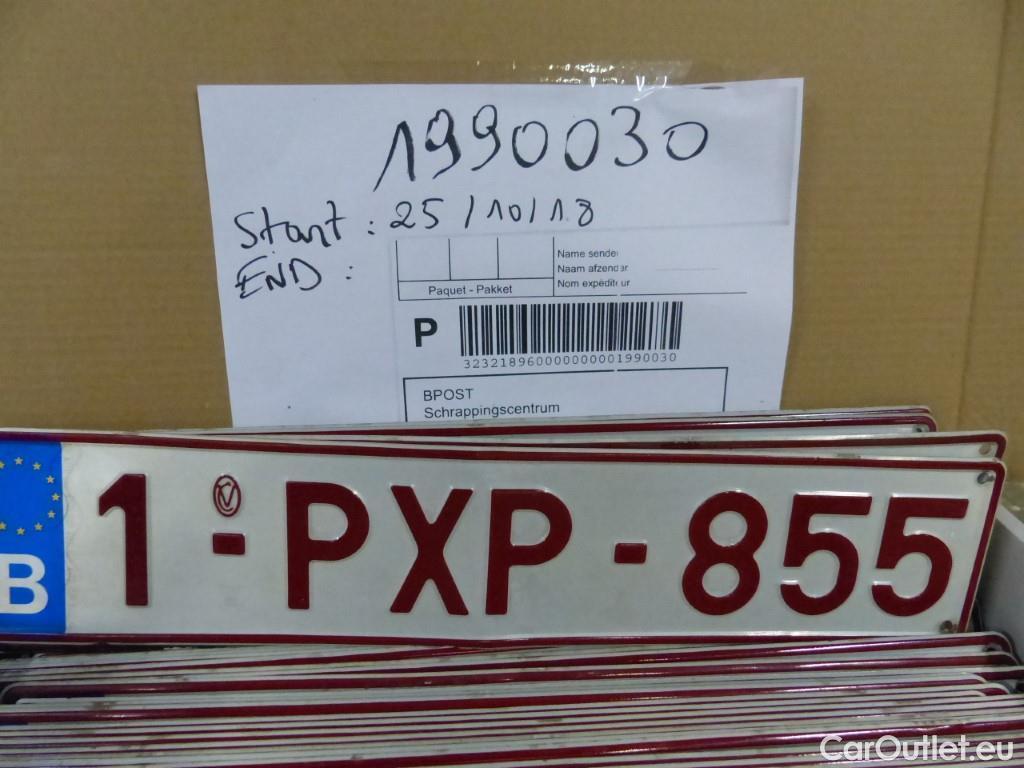 1990030
Start: 25/10/18
END:
Name sender
Naam afzender
Nom expéditeur
Paquet - Pakket
P
323218960000000001990030
BPOST
Schrappingscentrum
B
1-PXP-855
CarOutlet.eu